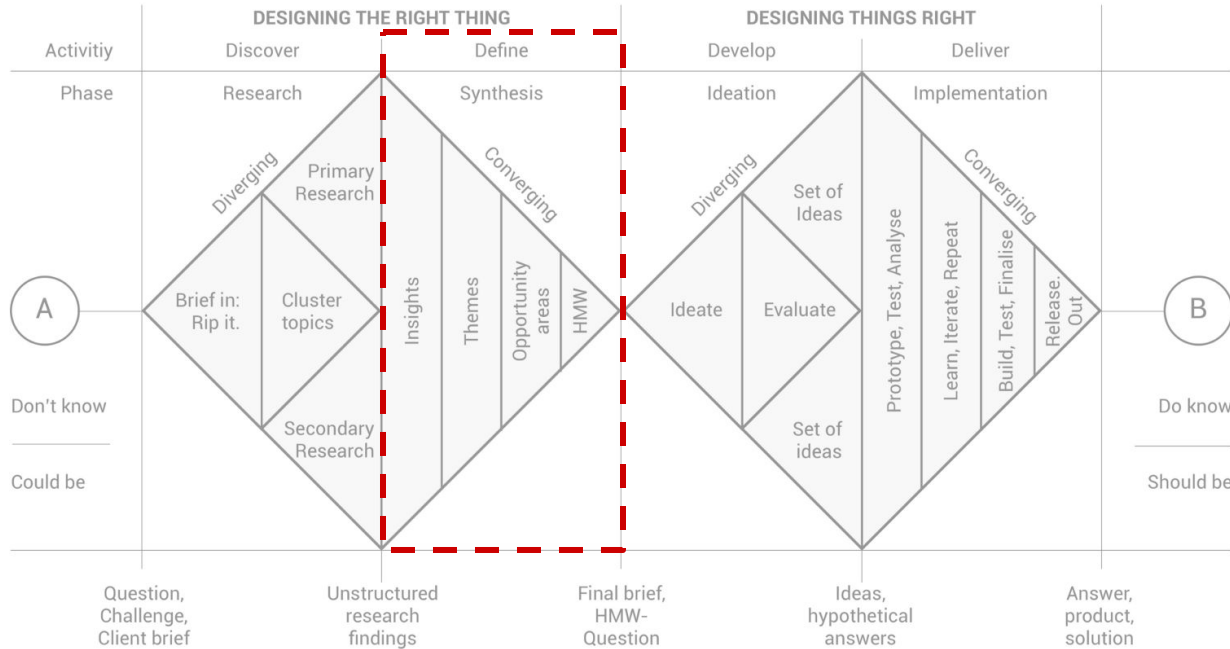 DESIGNING THE RIGHT THING
DESIGNING THINGS RIGHT
Activitiy
Discover
Define
Develop
Deliver
Phase
Research
Synthesis
Ideation
Implementation
Diverging
Primary
Research
Converging
Diverging
Set of
Ideas
Converging
A
Brief in:
Rip it.
Cluster
topics
Insights
Themes
Opportunity
areas
HMW
Ideate
Evaluate
Prototype, Test, Analyse
Learn, Iterate, Repeat
Build, Test, Finalise
Release.
Out
B
Don't know
Could be
Secondary
Research
Set of
ideas
Do know
Should be
Question,
Challenge,
Client brief
Unstructured
research
findings
Final brief,
HMW-
Question
Ideas,
hypothetical
answers
Answer,
product,
solution